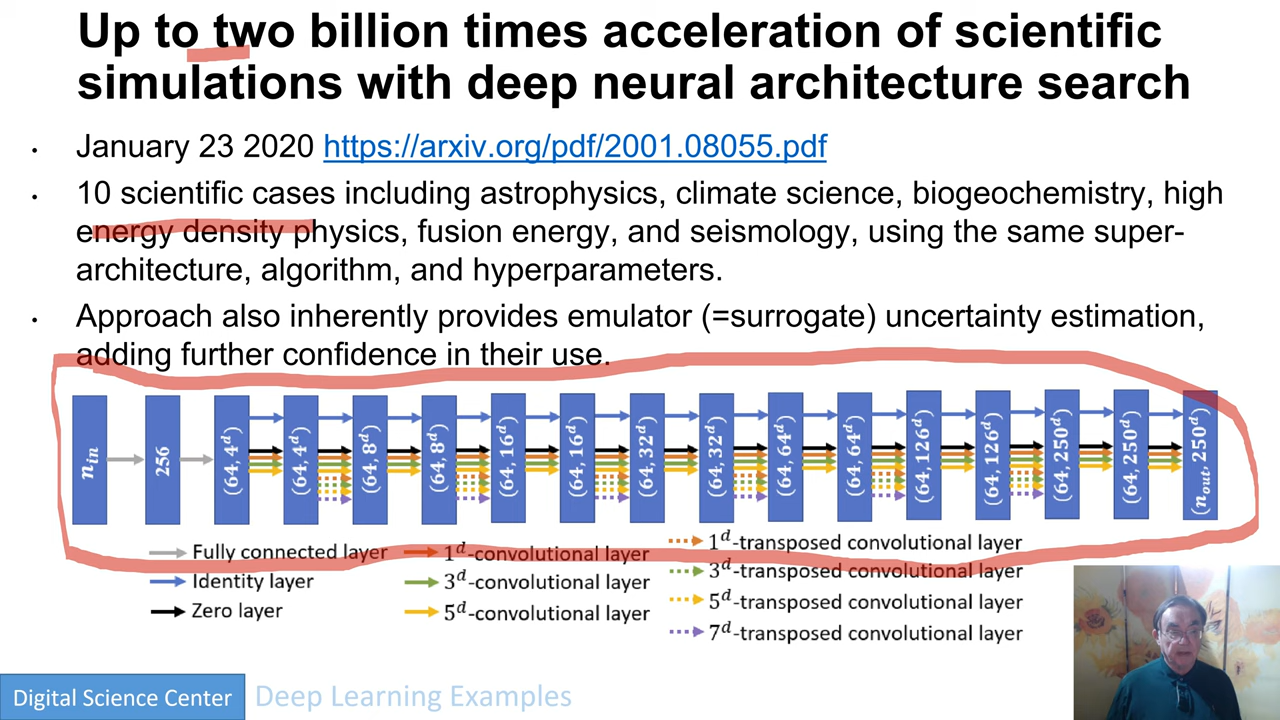 Up to two billion times acceleration of scientific
simulations with deep neural architecture search
• January 23 2020 https://arxiv.org/pdf/2001.08055.pdf
• 10 scientific cases including astrophysics, climate science, biogeochemistry, high
energy density physics, fusion energy, and seismology, using the same super-
architecture, algorithm, and hyperparameters.
• Approach also inherently provides emulator (=surrogate) uncertainty estimation,
adding further confidence in their use.
n_in
256
(64, 4^d)
(64, 4^d)
(64, 8^d)
(64, 8^d)
(64, 16^d)
(64, 16^d)
(64, 32^d)
(64, 32^d)
(64, 64^d)
(64, 64^d)
(64, 126^d)
(64, 126^d)
(64, 250^d)
(64, 250^d)
(n_out, 250^d)
Fully connected layer
Identity layer
Zero layer
1^d-convolutional layer
3^d-convolutional layer
5^d-convolutional layer
1^d-transposed convolutional layer
3^d-transposed convolutional layer
5^d-transposed convolutional layer
7^d-transposed convolutional layer
Digital Science Center
Deep Learning Examples